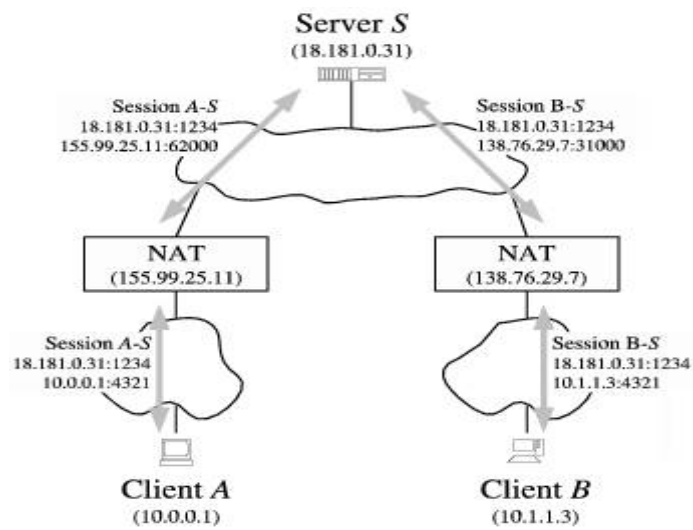 Server S
(18.181.0.31)
Session A-S
18.181.0.31:1234
155.99.25.11:62000
Session B-S
18.181.0.31:1234
138.76.29.7:31000
NAT
(155.99.25.11)
NAT
(138.76.29.7)
Session A-S
18.181.0.31:1234
10.0.0.1:4321
Session B-S
18.181.0.31:1234
10.1.1.3:4321
Client A
(10.0.0.1)
Client B
(10.1.1.3)